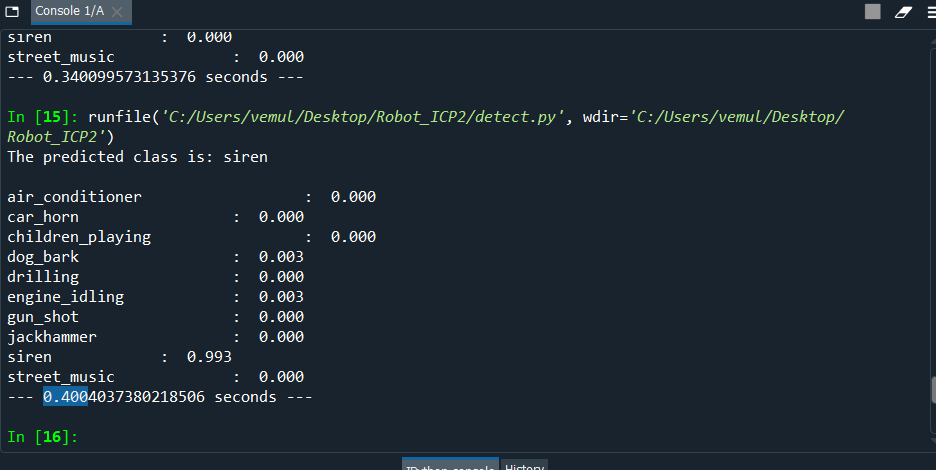 Console 1/A
siren : 0.000
street_music : 0.000
--- 0.340099573135376 seconds ---
In [15]: runfile('C:/Users/vemul/Desktop/Robot_ICP2/detect.py', wdir='C:/Users/vemul/Desktop/
Robot_ICP2')
The predicted class is: siren
air_conditioner : 0.000
car_horn : 0.000
children_playing : 0.000
dog_bark : 0.003
drilling : 0.000
engine_idling : 0.003
gun_shot : 0.000
jackhammer : 0.000
siren : 0.993
street_music : 0.000
--- 0.4004037380218506 seconds ---
In [16]:
IPython console History